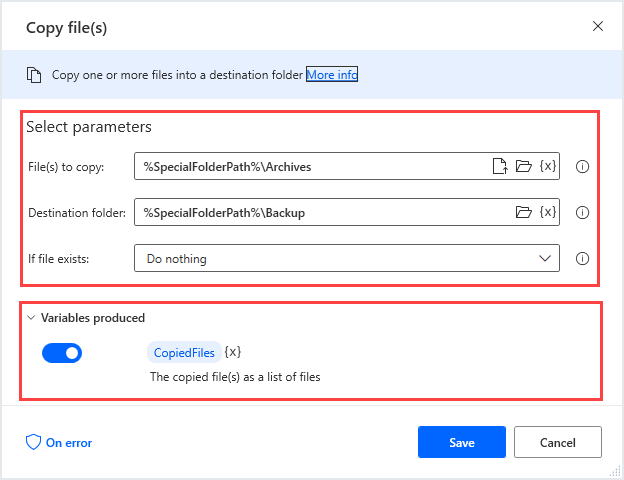 Copy file(s)
Copy one or more files into a destination folder More info
Select parameters
File(s) to copy: %SpecialFolderPath%\Archives {x}
Destination folder: %SpecialFolderPath%\Backup {x}
If file exists: Do nothing
Variables produced
CopiedFiles {x}
The copied file(s) as a list of files
On error Save Cancel